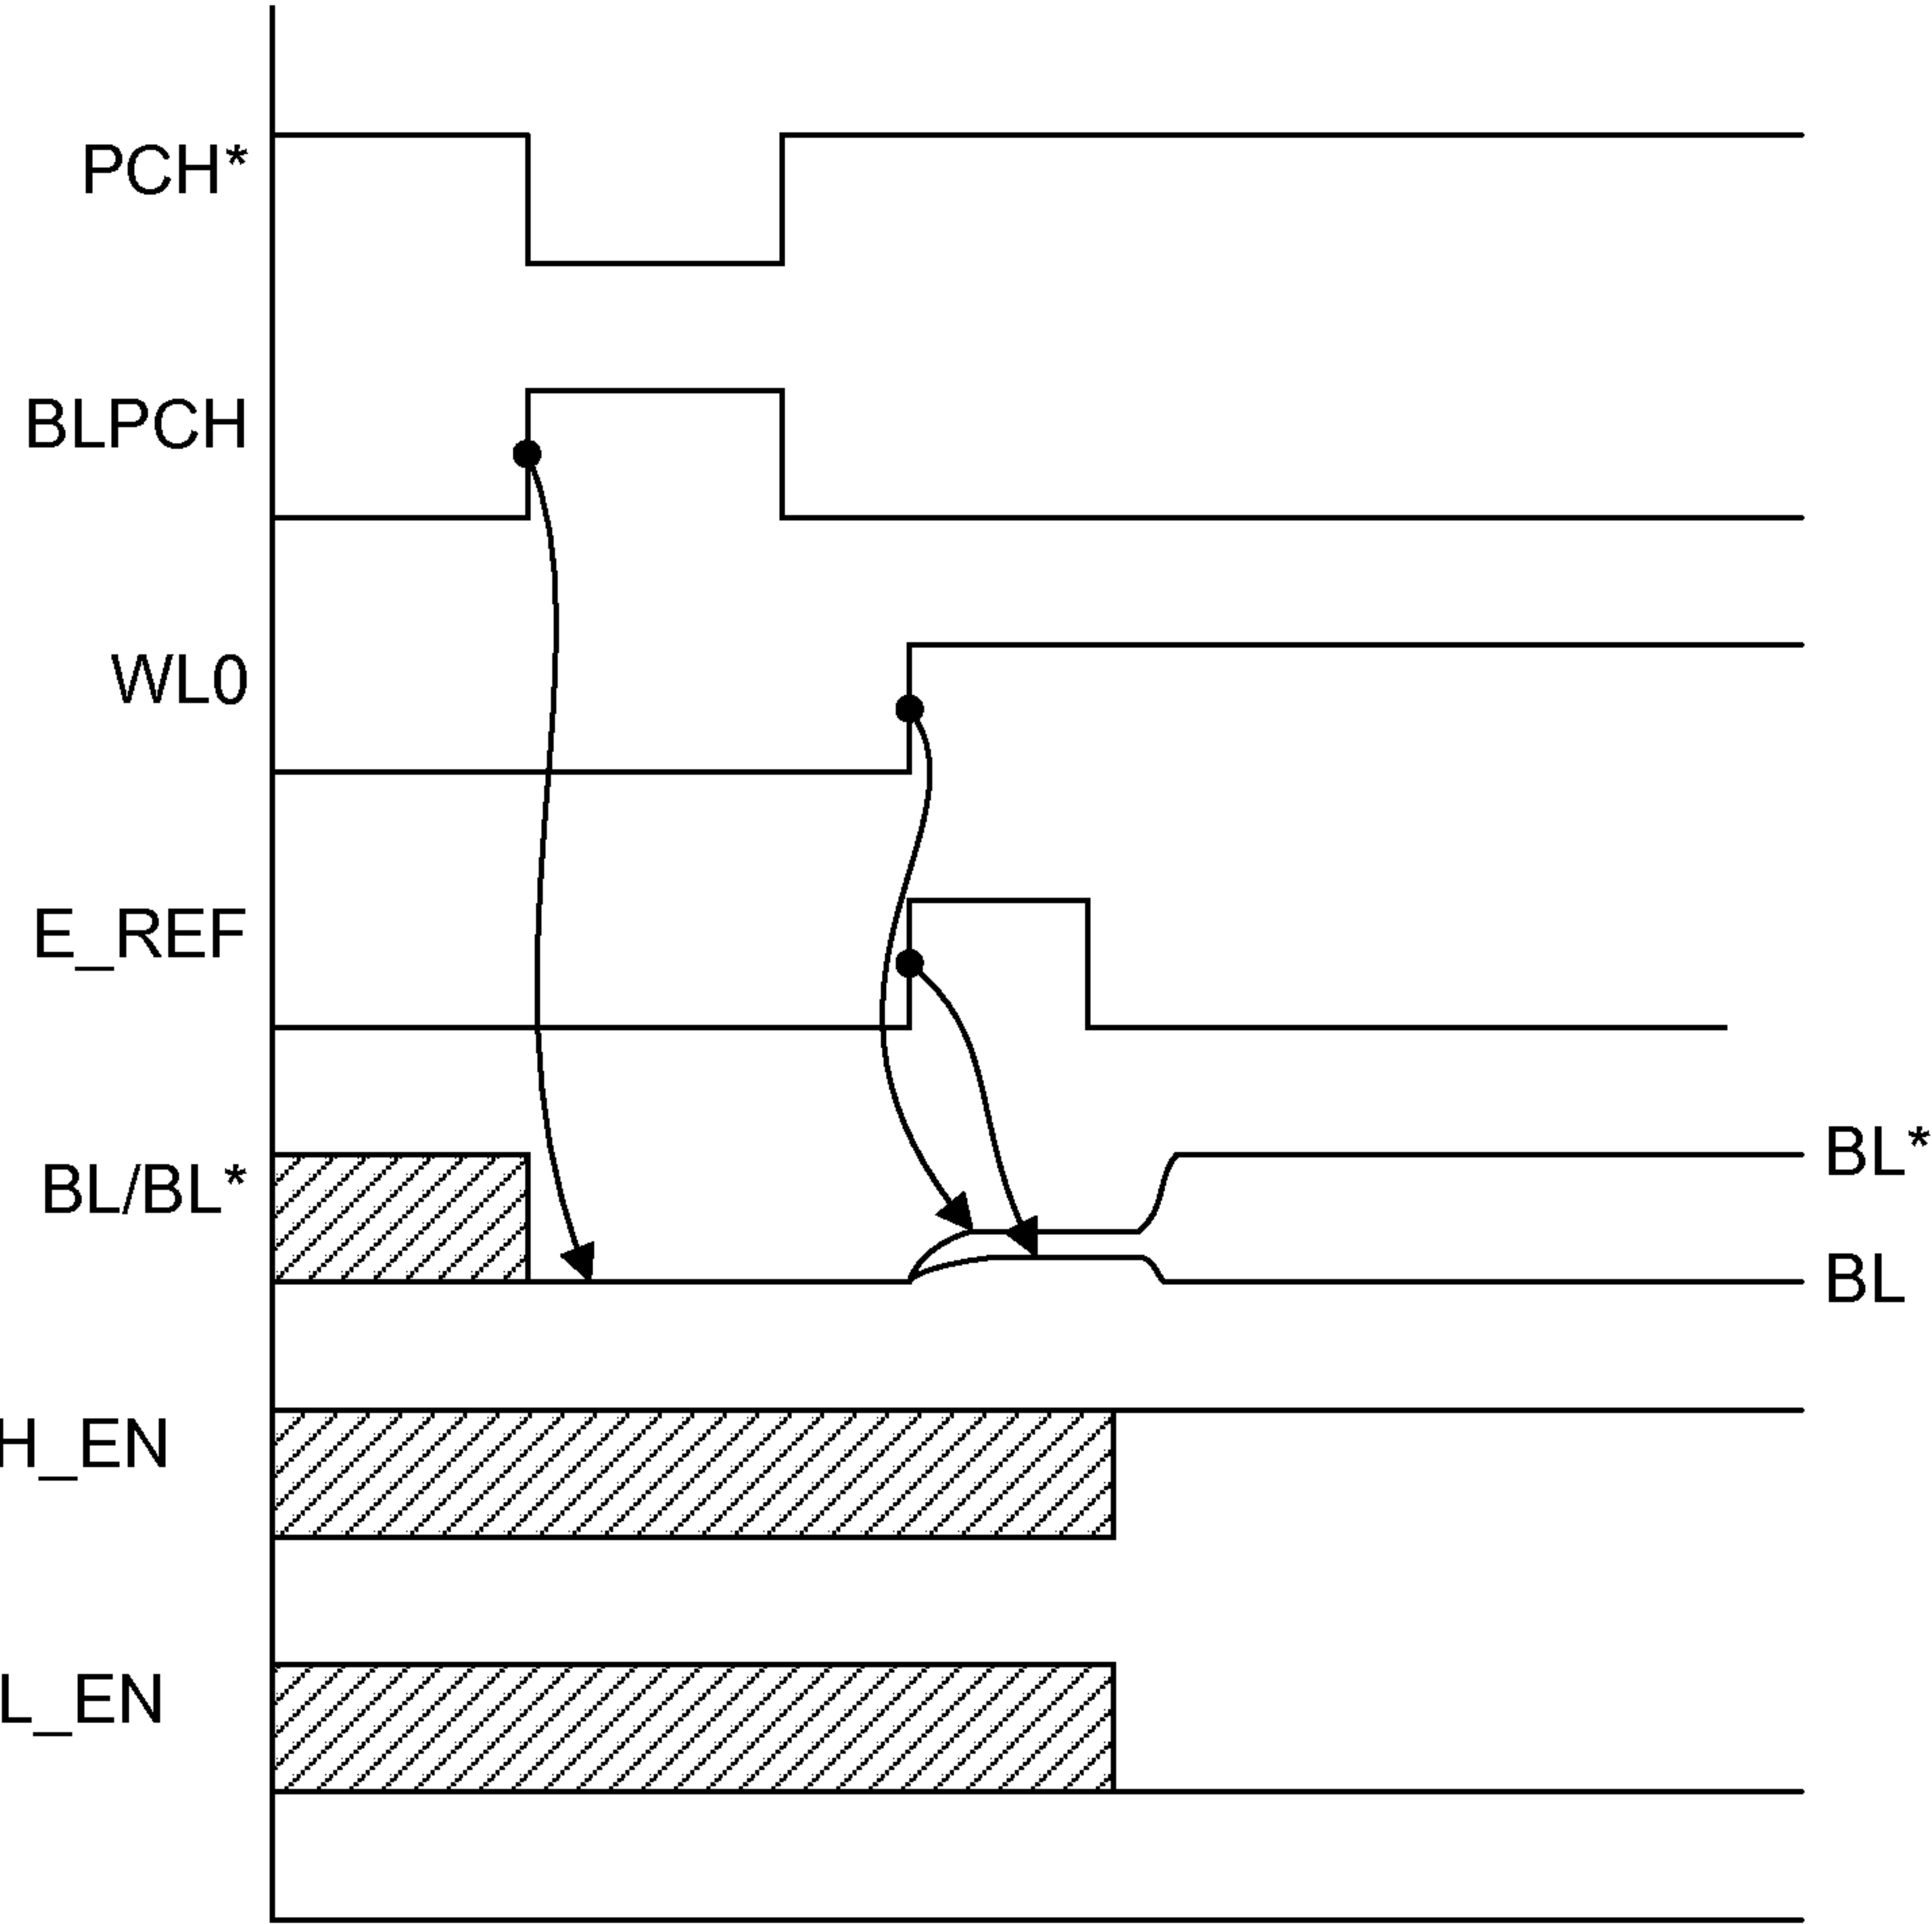 PCH*
BLPCH
WL0
E_REF
BL*
BL/BL*
BL
H_EN
L_EN